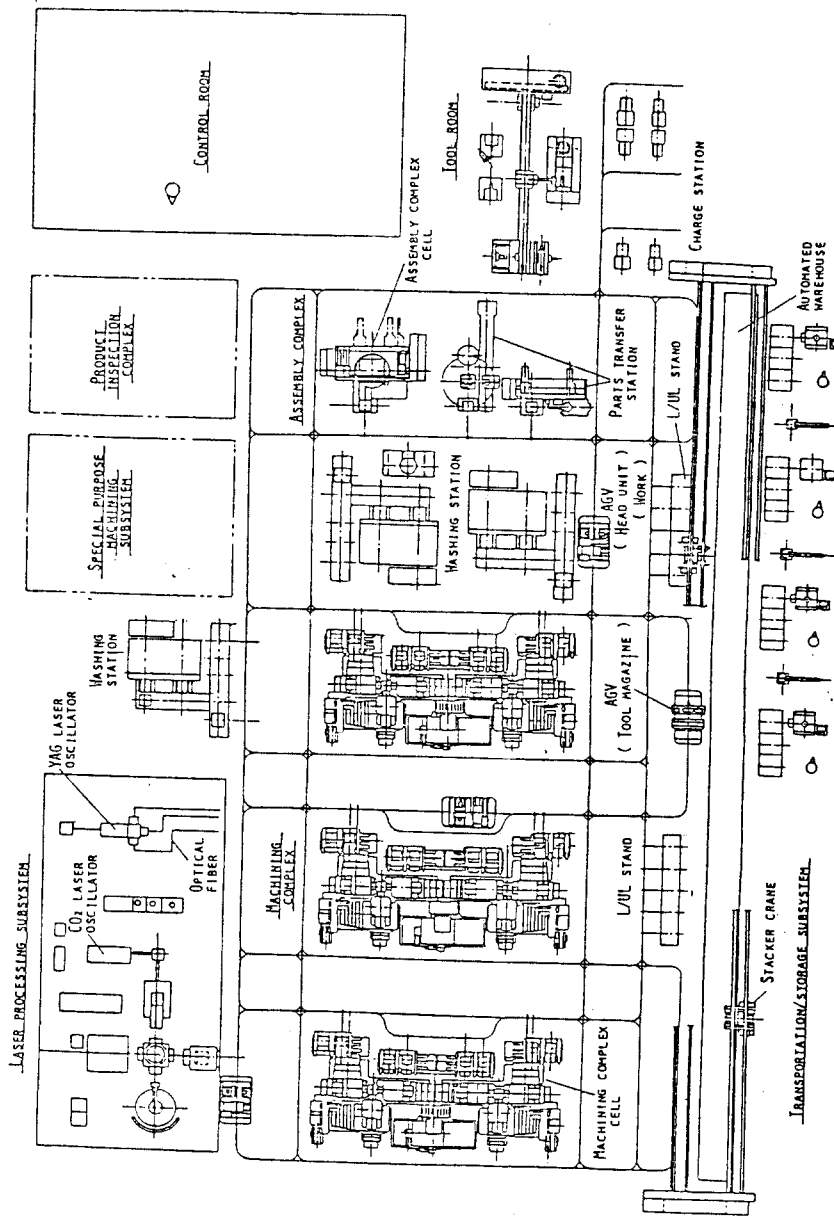 LASER PROCESSING SUBSYSTEM
CO2 LASER
OSCILLATOR
YAG LASER
OSCILLATOR
OPTICAL
FIBER
WASHING
STATION
SPECIAL PURPOSE
MACHINING
SUBSYSTEM
PRODUCT
INSPECTION
COMPLEX
CONTROL ROOM
MACHINING
COMPLEX
MACHINING COMPLEX
CELL
WASHING STATION
ASSEMBLY COMPLEX
ASSEMBLY COMPLEX
CELL
TOOL ROOM
PARTS TRANSFER
STATION
AGV
( HEAD UNIT )
( WORK )
AGV
( TOOL MAGAZINE )
L/UL STAND
L/UL STAND
CHARGE STATION
AUTOMATED
WAREHOUSE
STACKER CRANE
TRANSPORTATION/STORAGE SUBSYSTEM